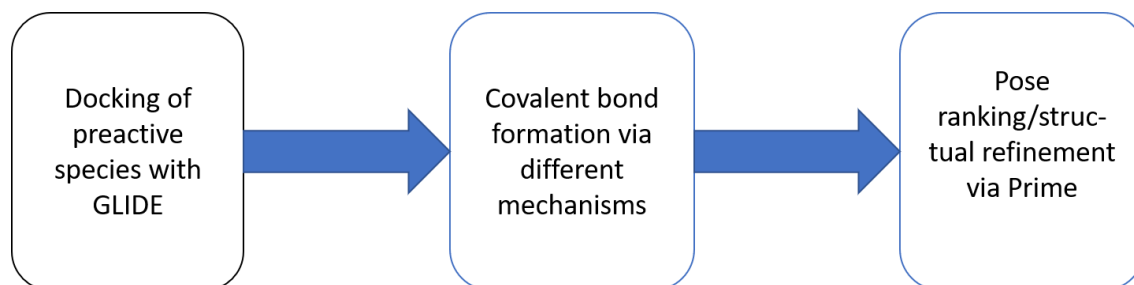 Docking of
preactive
species with
GLIDE
Covalent bond
formation via
different
mechanisms
Pose
ranking/struc-
tual refinement
via Prime